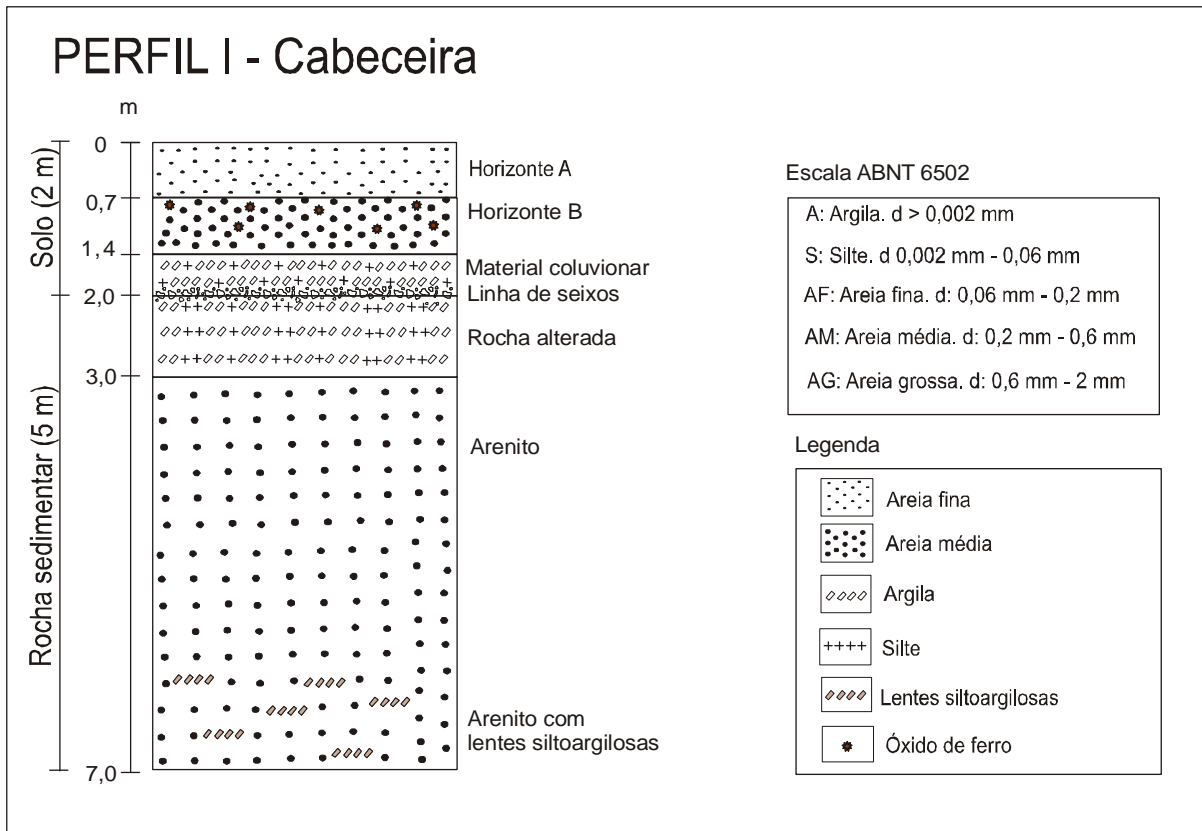 PERFIL I - Cabeceira
m
0
0,7
1,4
2,0
3,0
7,0
Solo (2 m)
Rocha sedimentar (5 m)
Horizonte A
Horizonte B
Material coluvionar
Linha de seixos
Rocha alterada
Arenito
Arenito com
lentes siltoargilosas
Escala ABNT 6502
A: Argila. d > 0,002 mm
S: Silte. d 0,002 mm - 0,06 mm
AF: Areia fina. d: 0,06 mm - 0,2 mm
AM: Areia média. d: 0,2 mm - 0,6 mm
AG: Areia grossa. d: 0,6 mm - 2 mm
Legenda
Areia fina
Areia média
Argila
Silte
Lentes siltoargilosas
Óxido de ferro